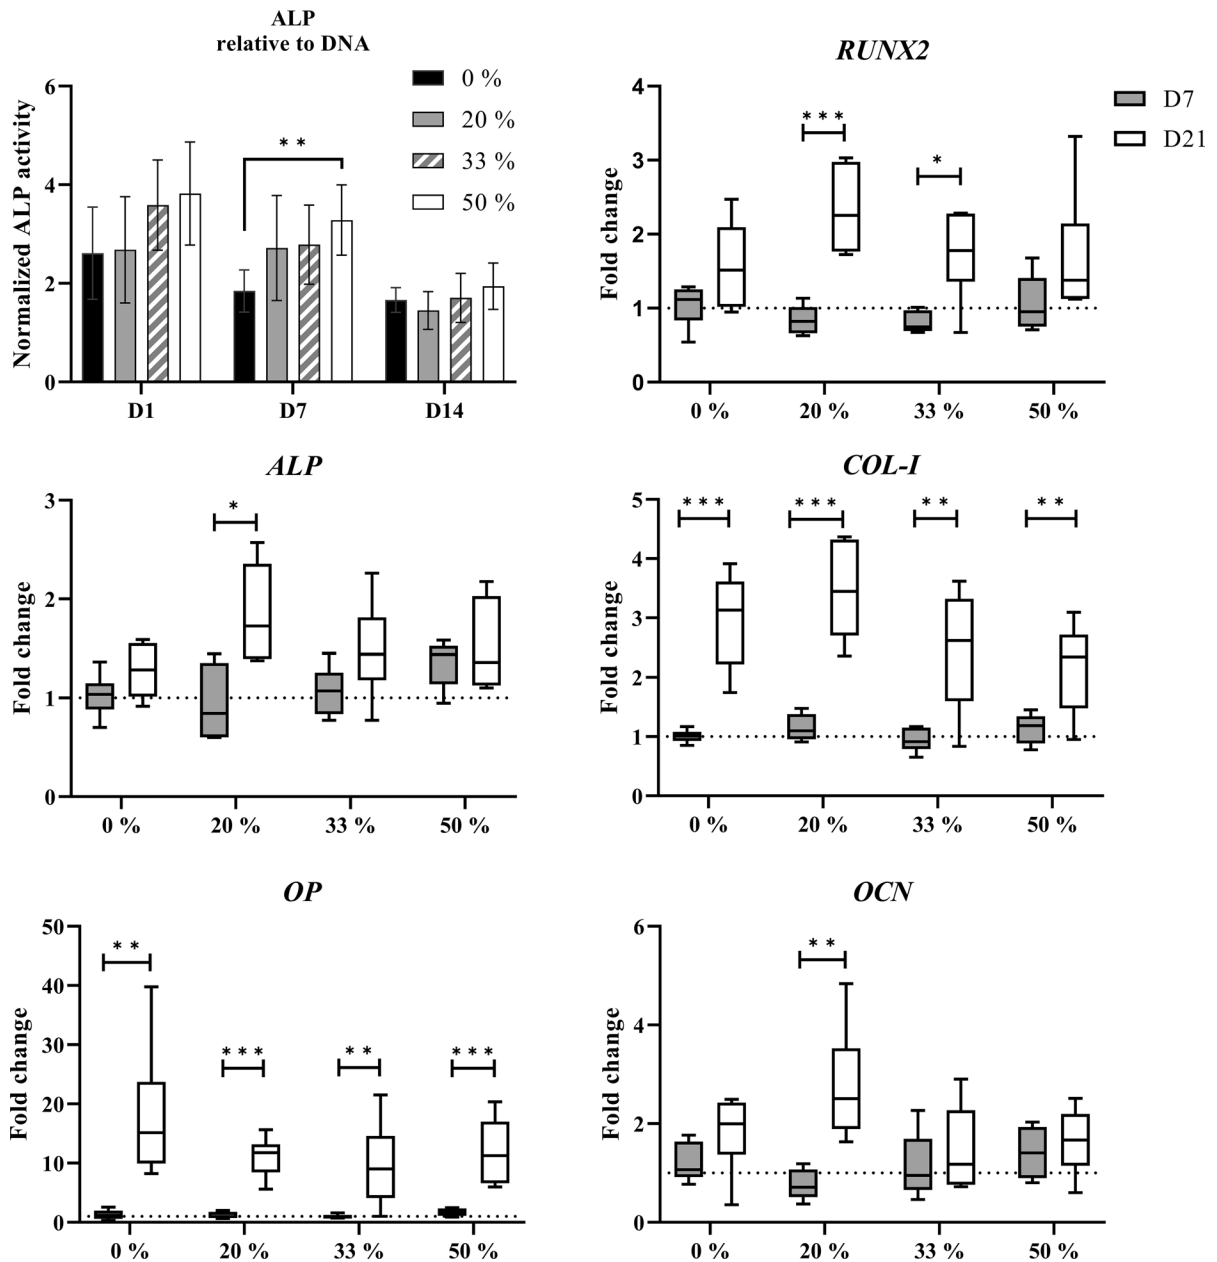 ALP
relative to DNA
Normalized ALP activity
6
4
2
0
0 %
20 %
33 %
50 %
* *
D1 D7 D14
RUNX2
Fold change
4
3
2
1
0
D7
D21
* * *
*
0 % 20 % 33 % 50 %
ALP
Fold change
3
2
1
0
*
0 % 20 % 33 % 50 %
COL-I
Fold change
5
4
3
2
1
0
* * * * * * * * * *
0 % 20 % 33 % 50 %
OP
Fold change
50
40
30
20
10
0
* *
* * * * * * * *
0 % 20 % 33 % 50 %
OCN
Fold change
6
4
2
0
* *
0 % 20 % 33 % 50 %